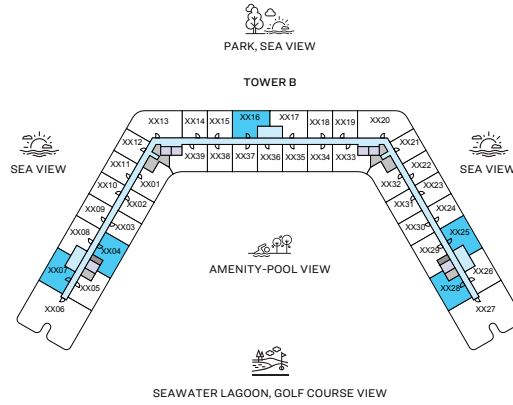 PARK, SEA VIEW
TOWER B
XX13
XX14
XX15
XX16
XX17
XX18
XX19
XX20
XX12
XX39
XX38
XX37
XX36
XX35
XX34
XX33
XX21
SEA VIEW
XX11
XX01
XX32
XX22
SEA VIEW
XX10
XX02
XX31
XX23
XX09
XX03
XX30
XX24
XX08
XX04
XX29
XX25
XX07
AMENITY-POOL VIEW
XX26
XX05
XX28
XX06
XX27
SEAWATER LAGOON, GOLF COURSE VIEW